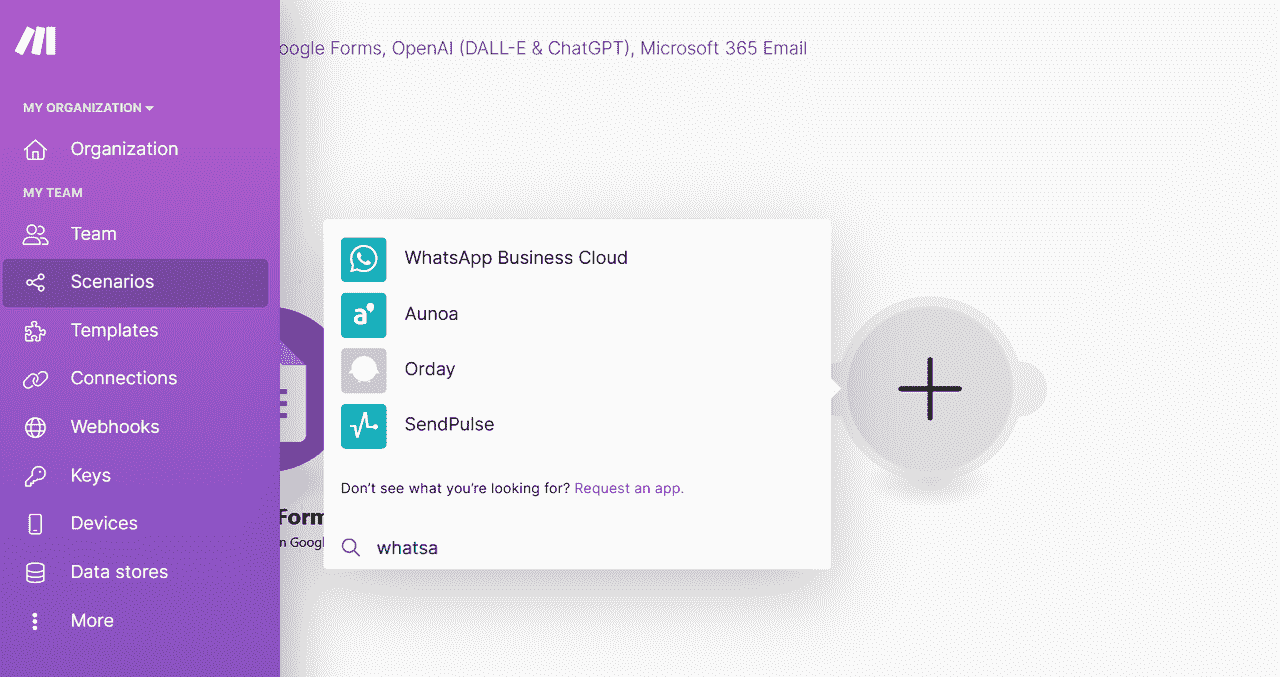 oogle Forms, OpenAI (DALL-E & ChatGPT), Microsoft 365 Email
MY ORGANIZATION
Organization
MY TEAM
Team
Scenarios
Templates
Connections
Webhooks
Keys
Devices
Data stores
More
WhatsApp Business Cloud
Aunoa
Orday
SendPulse
Don’t see what you’re looking for? Request an app.
whatsa
Form
n Googl